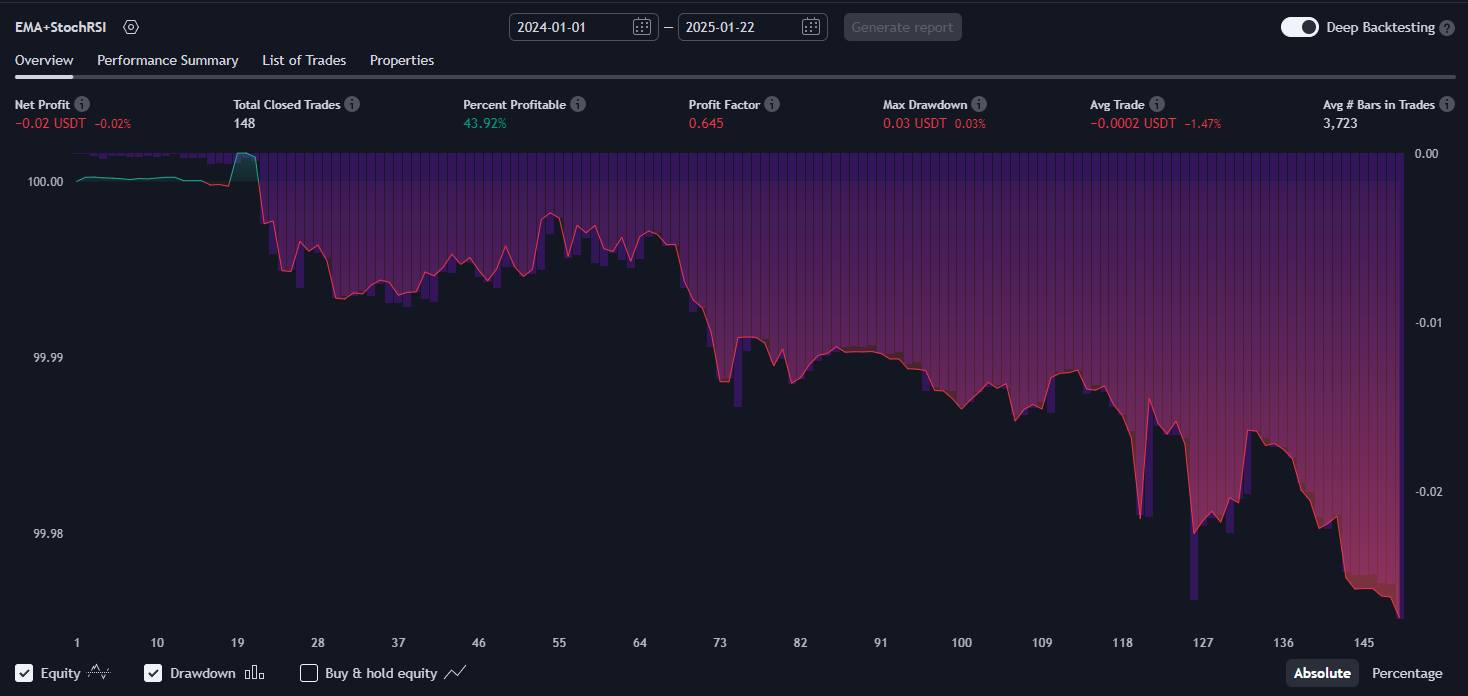 EMA+StochRSI
2024-01-01 — 2025-01-22 Generate report
Deep Backtesting ?
Overview Performance Summary List of Trades Properties
Net Profit i Total Closed Trades i Percent Profitable i Profit Factor i Max Drawdown i Avg Trade i Avg # Bars in Trades i
−0.02 USDT −0.02% 148 43.92% 0.645 0.03 USDT 0.03% −0.0002 USDT −1.47% 3,723
0.00
100.00
-0.01
99.99
-0.02
99.98
1 10 19 28 37 46 55 64 73 82 91 100 109 118 127 136 145
Equity Drawdown Buy & hold equity Absolute Percentage